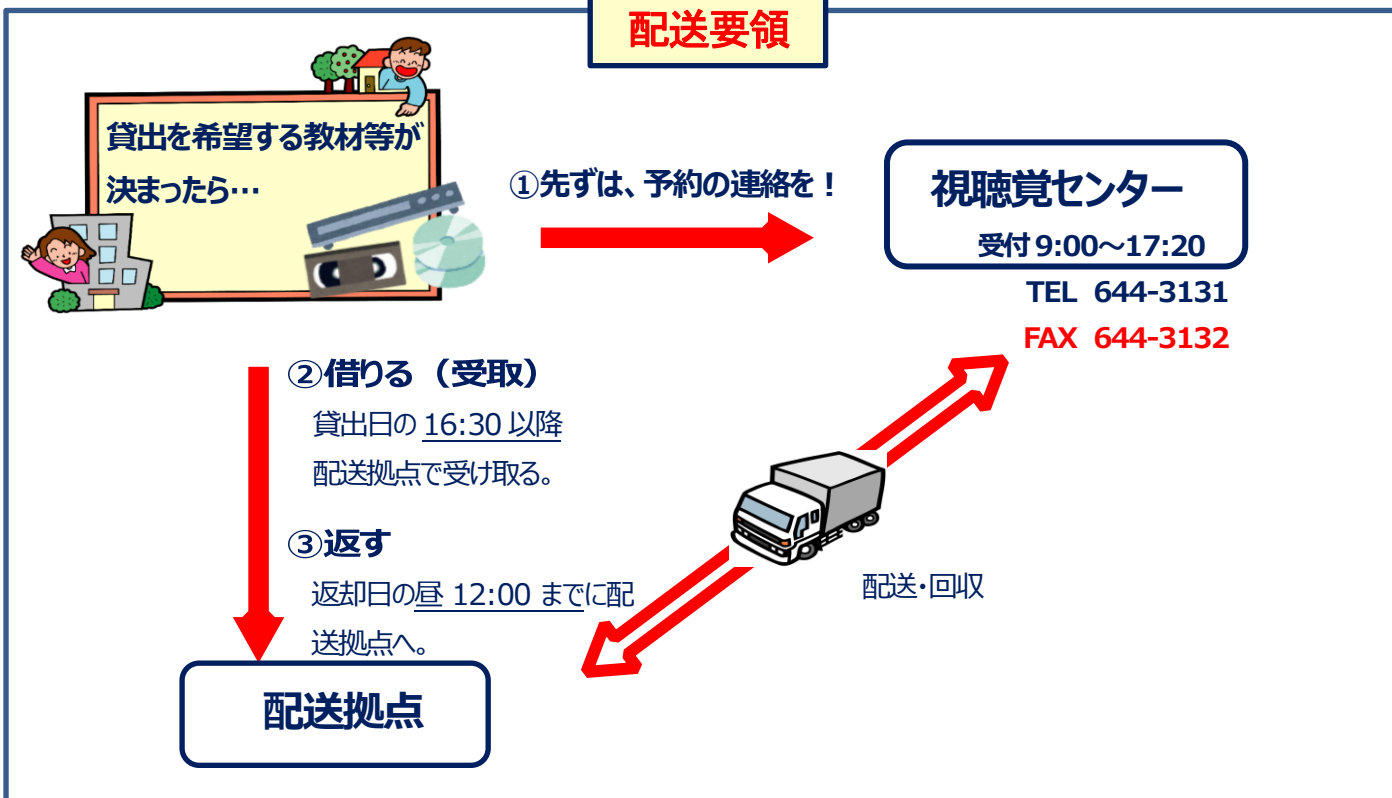 配送要領
貸出を希望する教材等が
決まったら…
①先ずは、予約の連絡を！
視聴覚センター
受付 9:00～17:20
TEL 644-3131
FAX 644-3132
②借りる（受取）
貸出日の 16:30 以降
配送拠点で受け取る。
③返す
返却日の昼 12:00 までに配
送拠点へ。
配送・回収
配送拠点